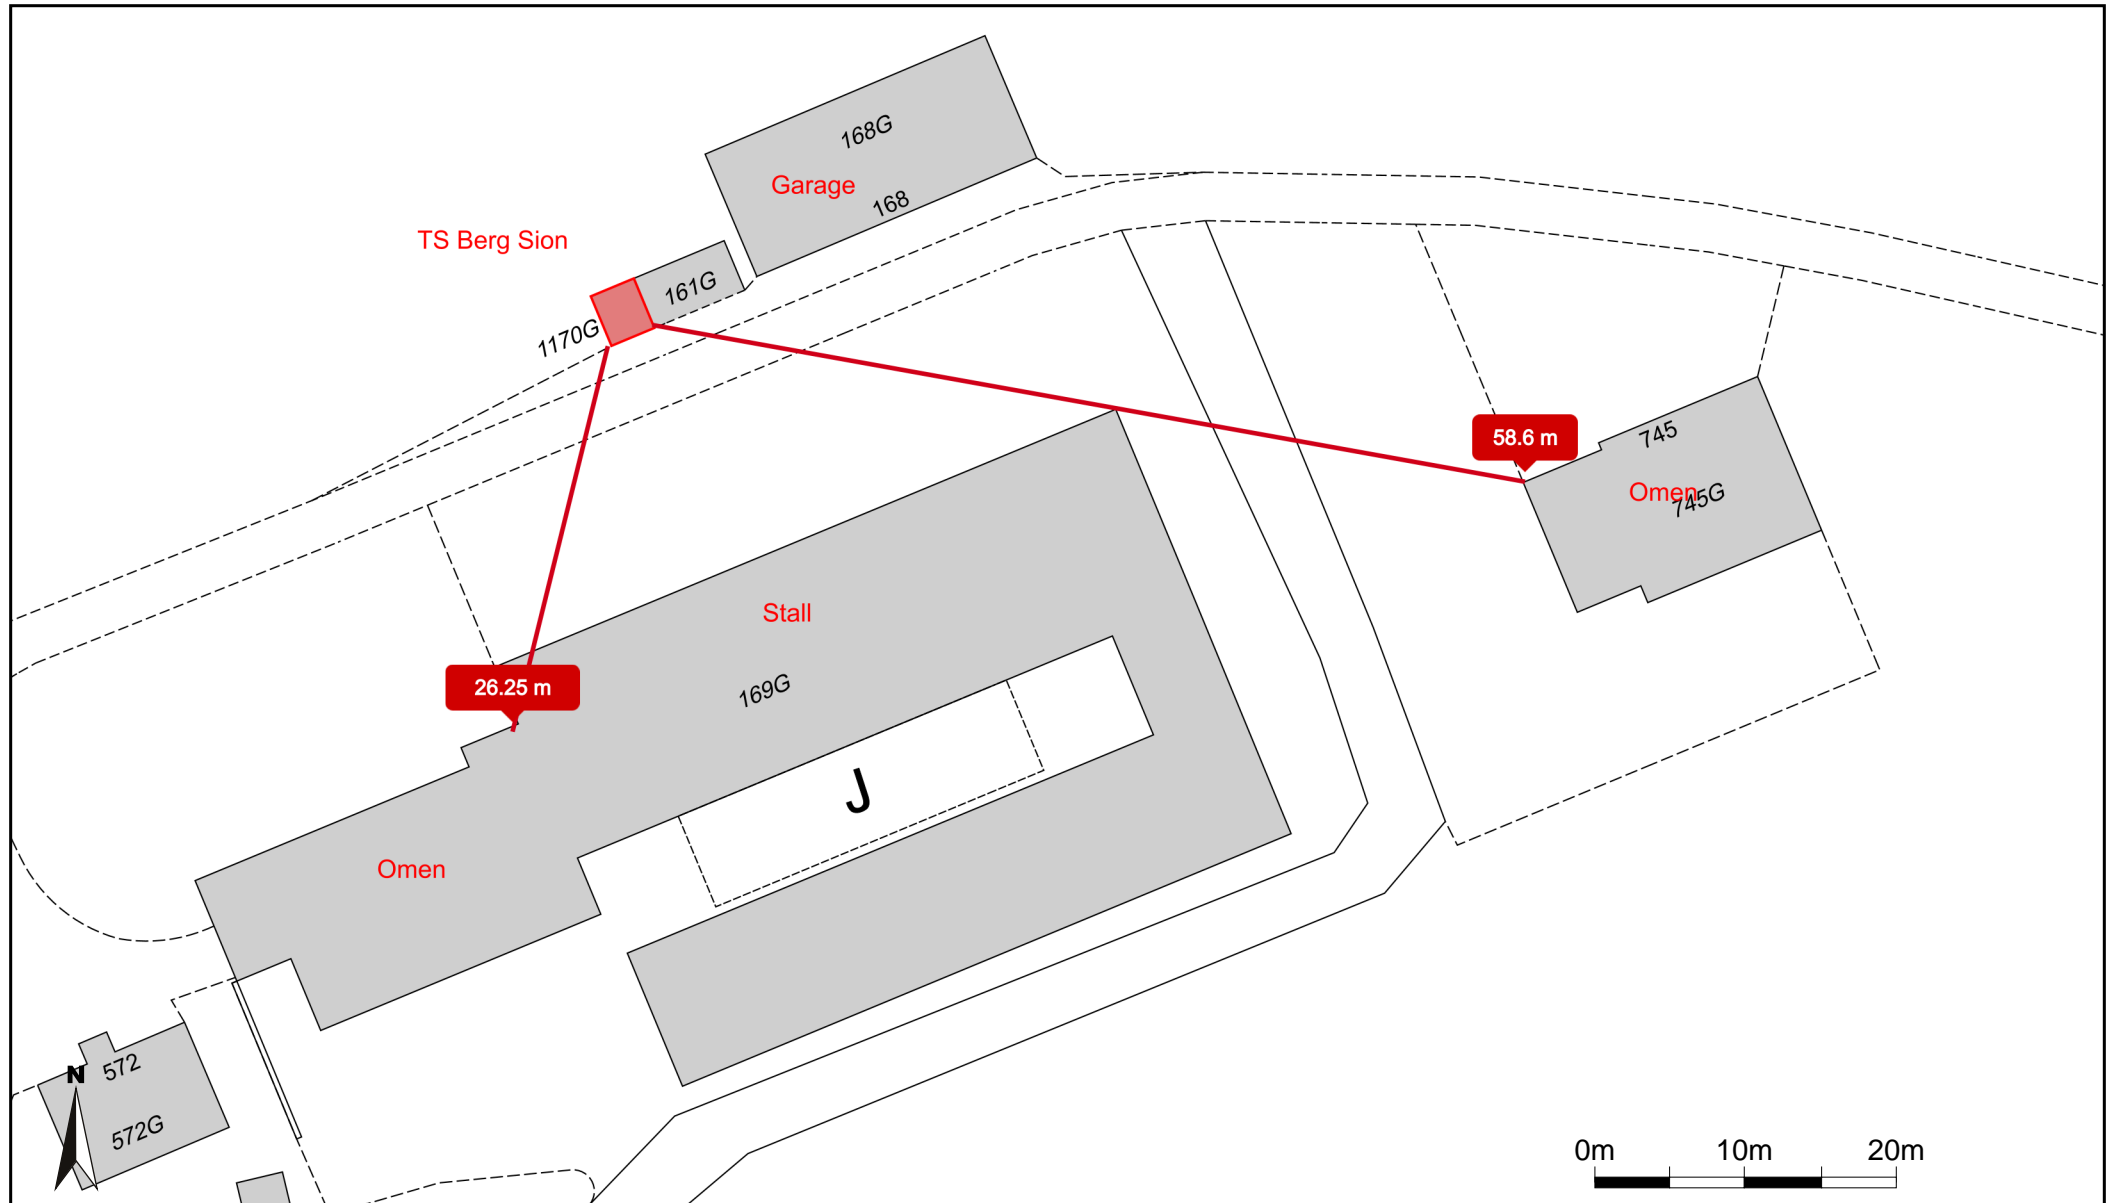 168G
Garage
168
TS Berg Sion
161G
1170G
58.6 m
745
Omen
745G
Stall
26.25 m
169G
J
Omen
N
572
572G
0m 10m 20m